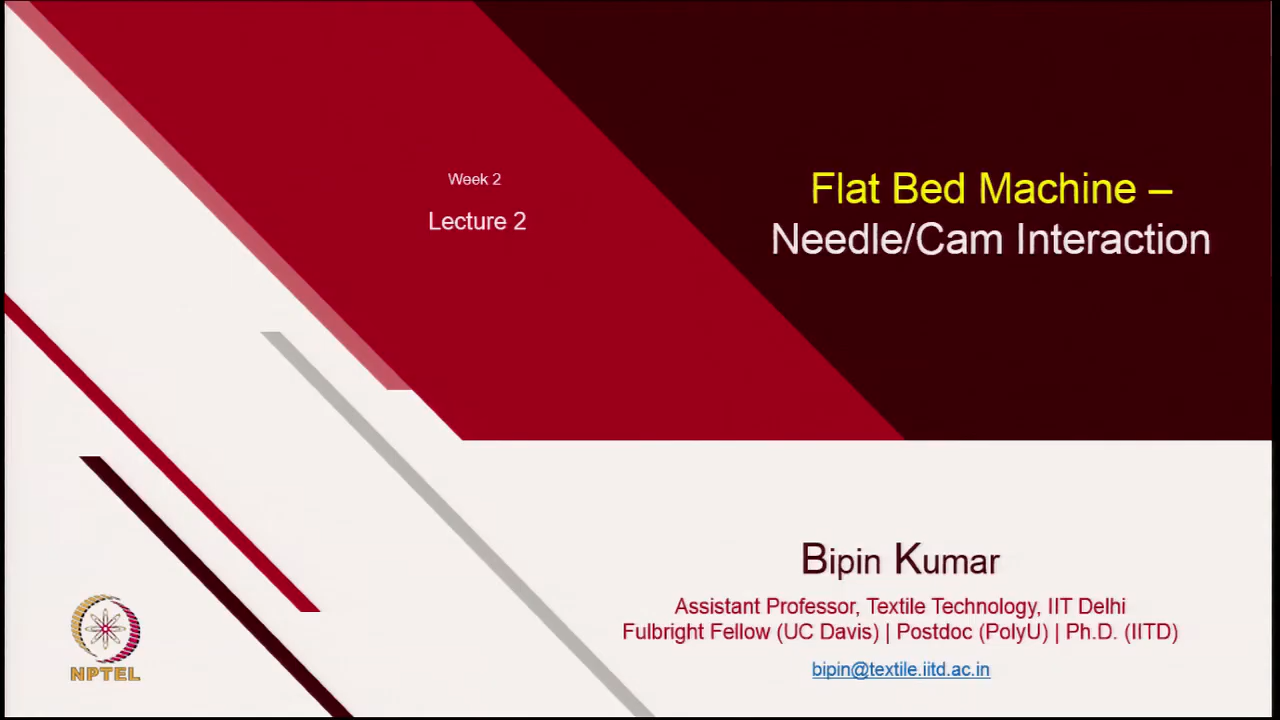 Week 2
Lecture 2
Flat Bed Machine –
Needle/Cam Interaction
Bipin Kumar
Assistant Professor, Textile Technology, IIT Delhi
Fulbright Fellow (UC Davis) | Postdoc (PolyU) | Ph.D. (IITD)
bipin@textile.iitd.ac.in
NPTEL